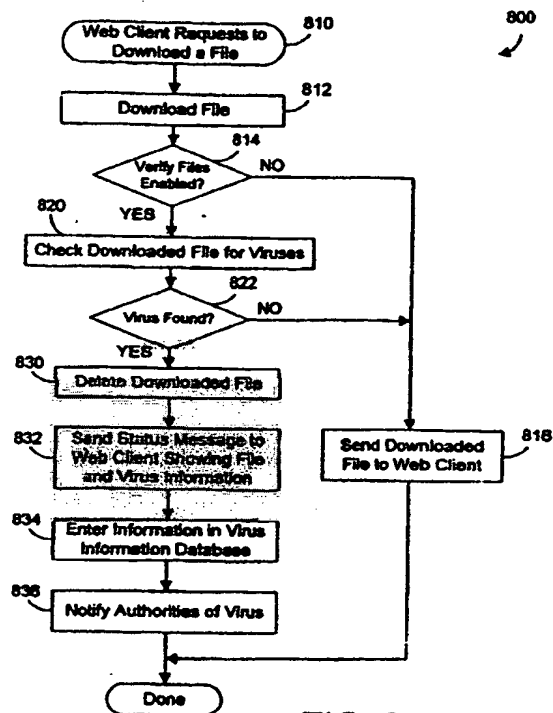 800
Web Client Requests to
Download a File
810
Download File
812
814
Verify Files
Enabled?
NO
YES
820
Check Downloaded File for Viruses
822
Virus Found?
NO
YES
830
Delete Downloaded File
832
Send Status Message to
Web Client Showing File
and Virus Information
Send Downloaded
File to Web Client
818
834
Enter Information in Virus
Information Database
836
Notify Authorities of Virus
Done